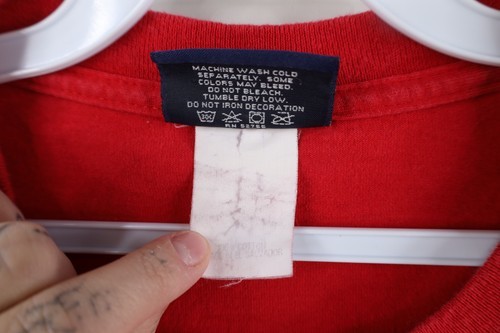 MACHINE WASH COLD
SEPARATELY. SOME
COLORS MAY BLEED.
DO NOT BLEACH.
TUMBLE DRY LOW.
DO NOT IRON DECORATION
RN 52766